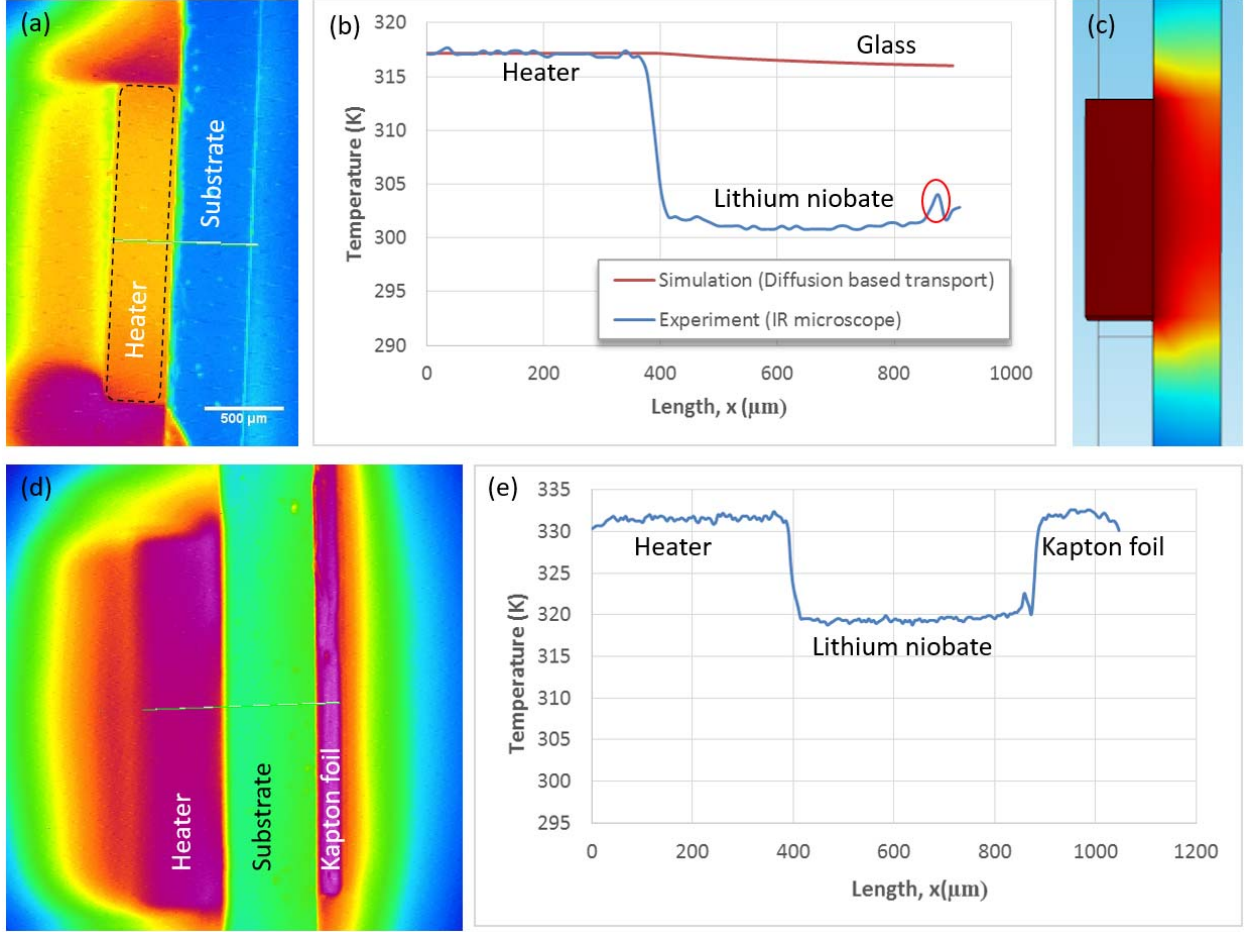 (a)
Substrate
Heater
500 µm
(b)
320
315
310
305
300
295
290
Temperature (K)
Heater
Glass
Lithium niobate
Simulation (Diffusion based transport)
Experiment (IR microscope)
0
200
400
600
800
1000
Length, x (µm)
(c)
(d)
Heater
Substrate
Kapton foil
(e)
335
330
325
320
315
310
305
300
295
Temperature (K)
Heater
Kapton foil
Lithium niobate
0
200
400
600
800
1000
1200
Length, x(µm)